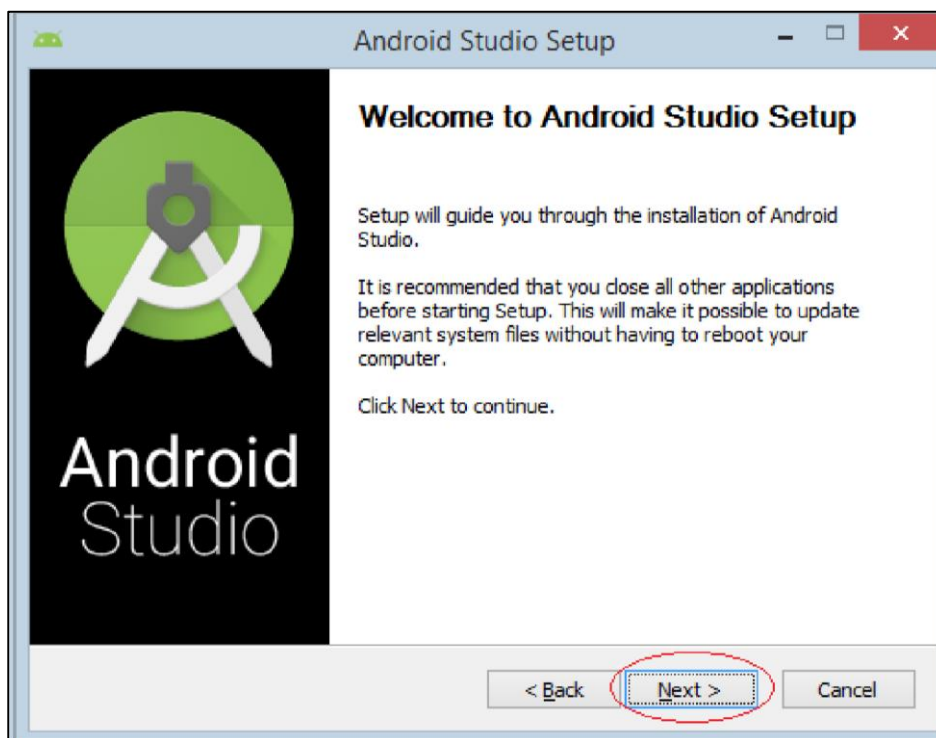 Android Studio Setup
Welcome to Android Studio Setup
Setup will guide you through the installation of Android
Studio.
It is recommended that you close all other applications
before starting Setup. This will make it possible to update
relevant system files without having to reboot your
computer.
Click Next to continue.
Android
Studio
< Back Next > Cancel